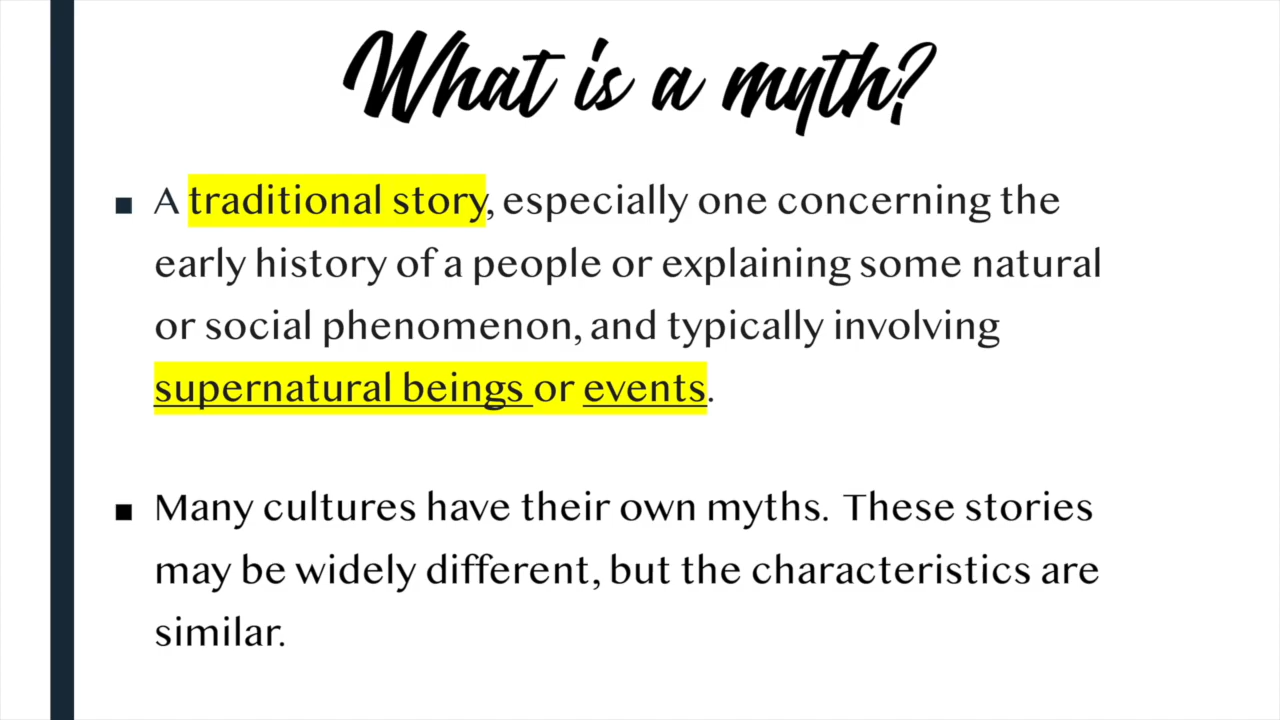 What is a myth?
A traditional story, especially one concerning the
early history of a people or explaining some natural
or social phenomenon, and typically involving
supernatural beings or events.
Many cultures have their own myths. These stories
may be widely different, but the characteristics are
similar.